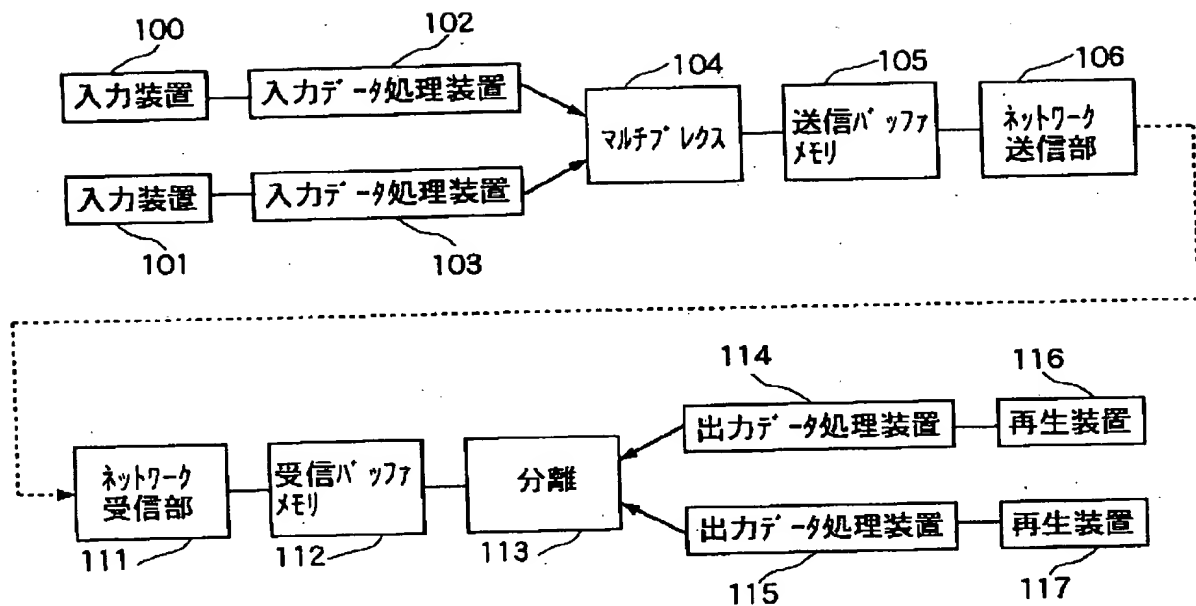 100
102
104
105
106
入力装置
入力データ処理装置
マルチプレクス
送信バッファ
メモリ
ネットワーク
送信部
入力装置
入力データ処理装置
101
103
114
116
出力データ処理装置
再生装置
ネットワーク
受信部
受信バッファ
メモリ
分離
出力データ処理装置
再生装置
111
112
113
115
117